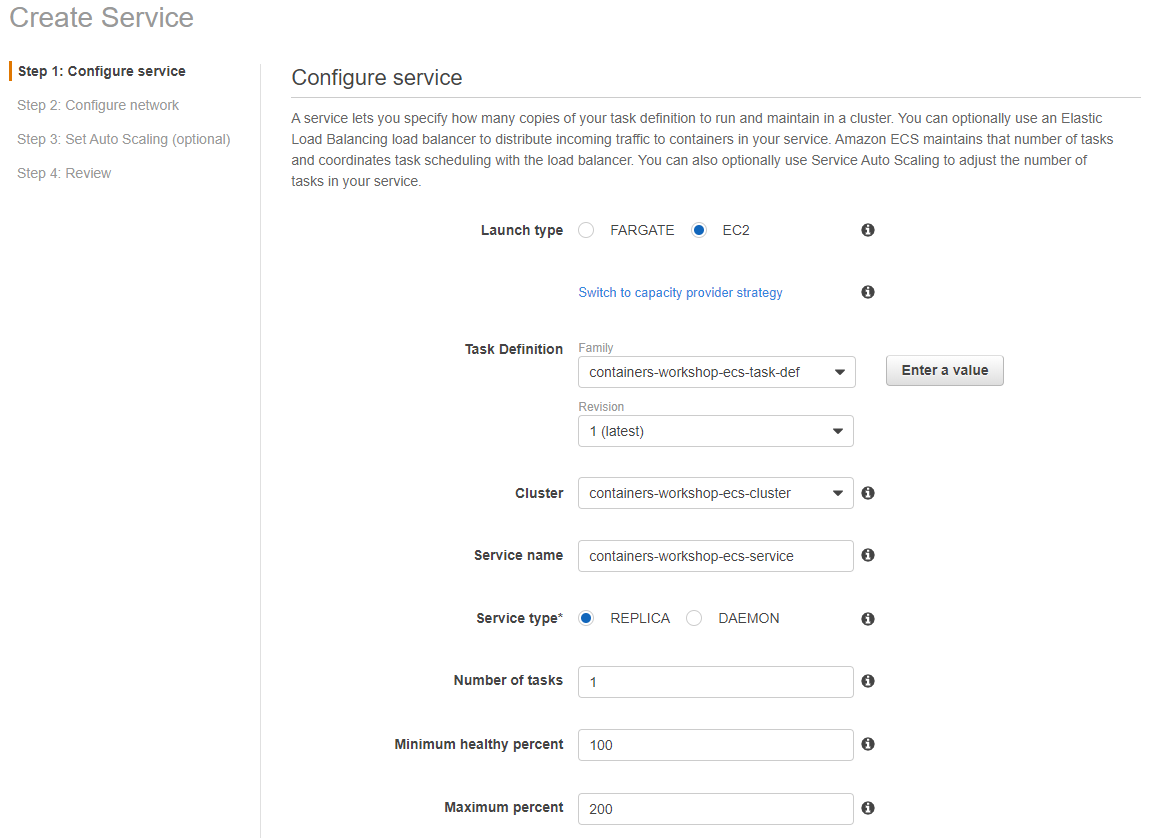 Create Service
Step 1: Configure service
Step 2: Configure network
Step 3: Set Auto Scaling (optional)
Step 4: Review
Configure service
A service lets you specify how many copies of your task definition to run and maintain in a cluster. You can optionally use an Elastic
Load Balancing load balancer to distribute incoming traffic to containers in your service. Amazon ECS maintains that number of tasks
and coordinates task scheduling with the load balancer. You can also optionally use Service Auto Scaling to adjust the number of
tasks in your service.
Launch type FARGATE EC2
Switch to capacity provider strategy
Task Definition Family
containers-workshop-ecs-task-def Enter a value
Revision
1 (latest)
Cluster containers-workshop-ecs-cluster
Service name containers-workshop-ecs-service
Service type* REPLICA DAEMON
Number of tasks 1
Minimum healthy percent 100
Maximum percent 200